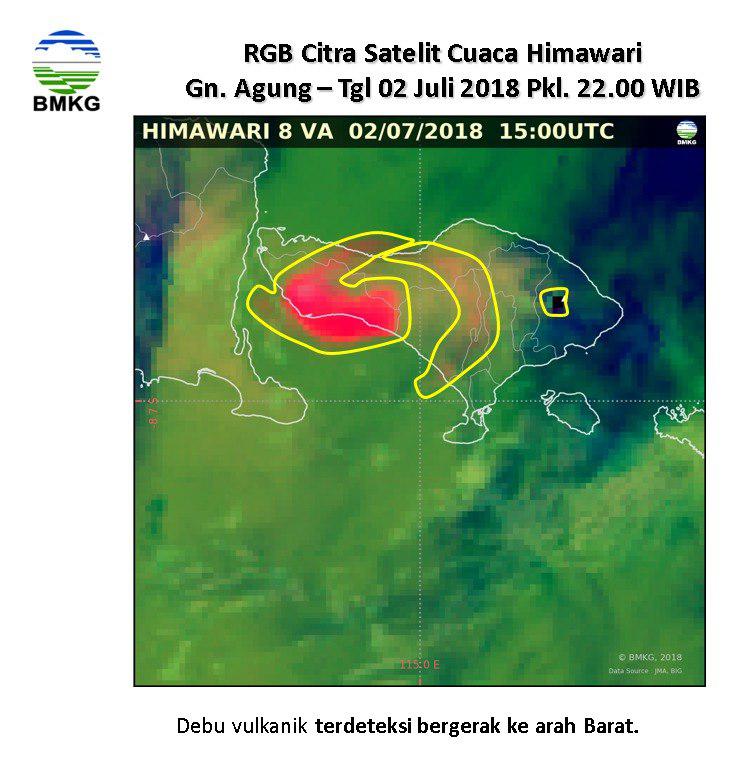 BMKG
RGB Citra Satelit Cuaca Himawari
Gn. Agung – Tgl 02 Juli 2018 Pkl. 22.00 WIB
HIMAWARI 8 VA 02/07/2018 15:00UTC
BMKG
-8.7 S
115.0 E
© BMKG, 2018
Data Source : JMA, BIG
Debu vulkanik terdeteksi bergerak ke arah Barat.